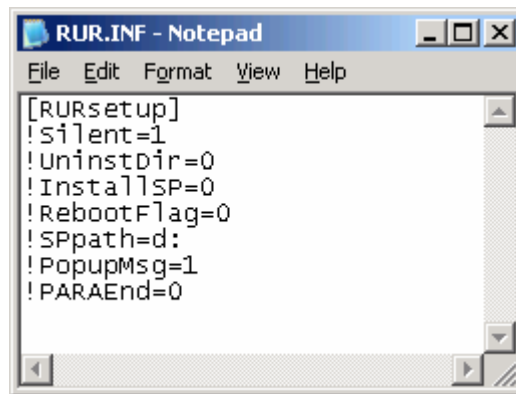 RUR.INF - Notepad
File Edit Format View Help
[RURsetup]
!Silent=1
!UninstDir=0
!InstallSP=0
!RebootFlag=0
!SPpath=d:
!PopupMsg=1
!PARAEnd=0